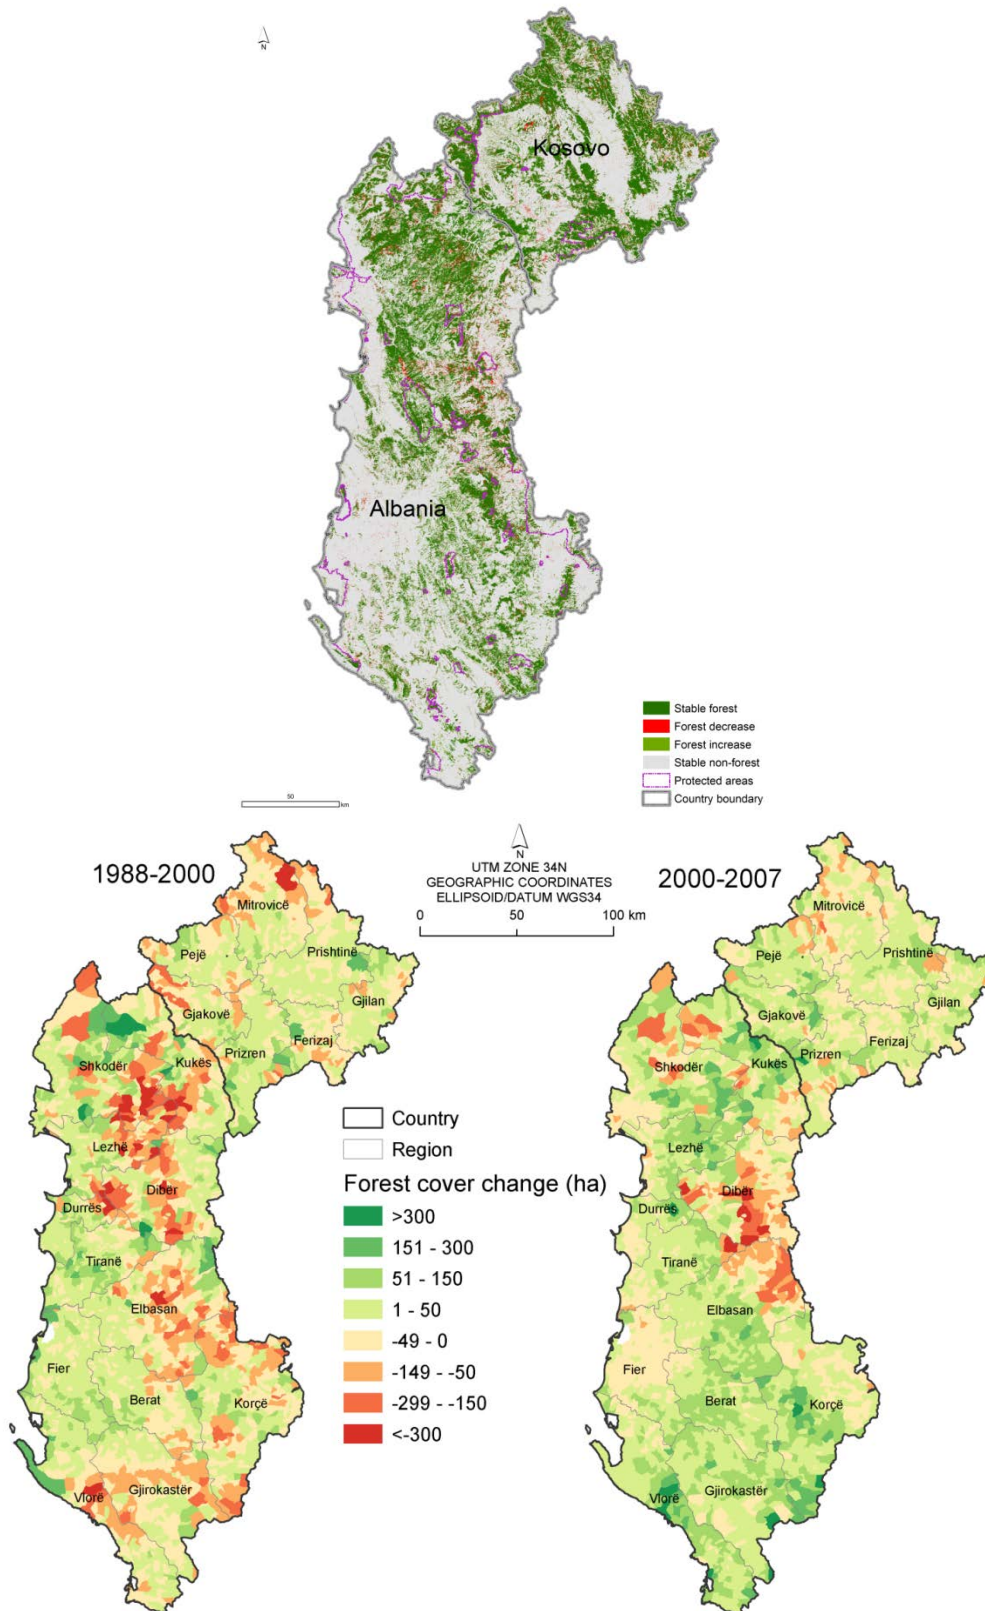 N
Kosovo
Albania
Stable forest
Forest decrease
Forest increase
Stable non-forest
Protected areas
Country boundary
50
km
N
UTM ZONE 34N
GEOGRAPHIC COORDINATES
ELLIPSOID/DATUM WGS34
0 50 100 km
1988-2000
Mitrovicë
Pejë
Prishtinë
Gjakovë
Gjilan
Ferizaj
Prizren
Kukës
Shkodër
Lezhë
Dibër
Durrës
Tiranë
Elbasan
Fier
Berat
Korçë
Vlorë
Gjirokastër
Country
Region
Forest cover change (ha)
>300
151 - 300
51 - 150
1 - 50
-49 - 0
-149 - -50
-299 - -150
<-300
2000-2007
Mitrovicë
Pejë
Prishtinë
Gjakovë
Gjilan
Ferizaj
Prizren
Kukës
Shkodër
Lezhë
Dibër
Durrës
Tiranë
Elbasan
Fier
Berat
Korçë
Vlorë
Gjirokastër